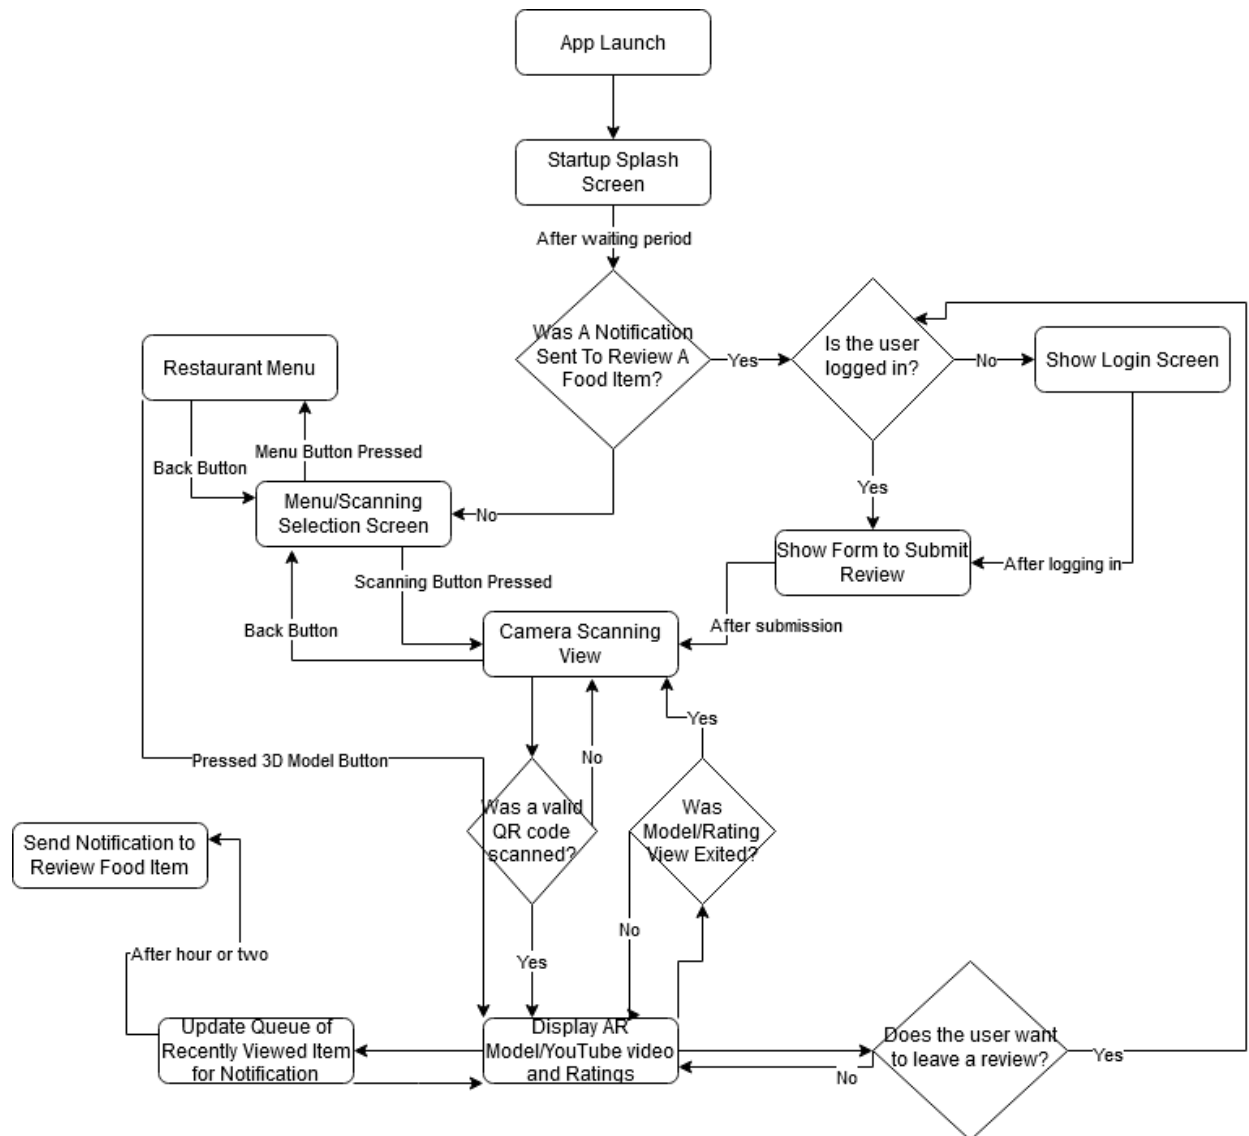 App Launch
Startup Splash
Screen
After waiting period
Was A Notification
Sent To Review A
Food Item?
Yes
Is the user
logged in?
No
Show Login Screen
Restaurant Menu
Menu Button Pressed
Back Button
Menu/Scanning
Selection Screen
No
Yes
Show Form to Submit
Review
After logging in
Scanning Button Pressed
Back Button
Camera Scanning
View
After submission
Yes
No
Pressed 3D Model Button
Was a valid
QR code
scanned?
Was
Model/Rating
View Exited?
Send Notification to
Review Food Item
No
After hour or two
Yes
Update Queue of
Recently Viewed Item
for Notification
Display AR
Model/YouTube video
and Ratings
Does the user want
to leave a review?
Yes
No